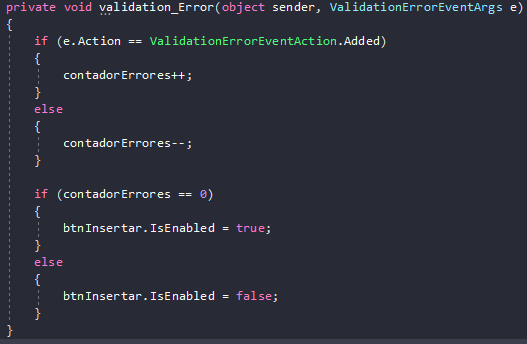 private void validation_Error(object sender, ValidationErrorEventArgs e)
{
    if (e.Action == ValidationErrorEventAction.Added)
    {
        contadorErrores++;
    }
    else
    {
        contadorErrores--;
    }

    if (contadorErrores == 0)
    {
        btnInsertar.IsEnabled = true;
    }
    else
    {
        btnInsertar.IsEnabled = false;
    }
}